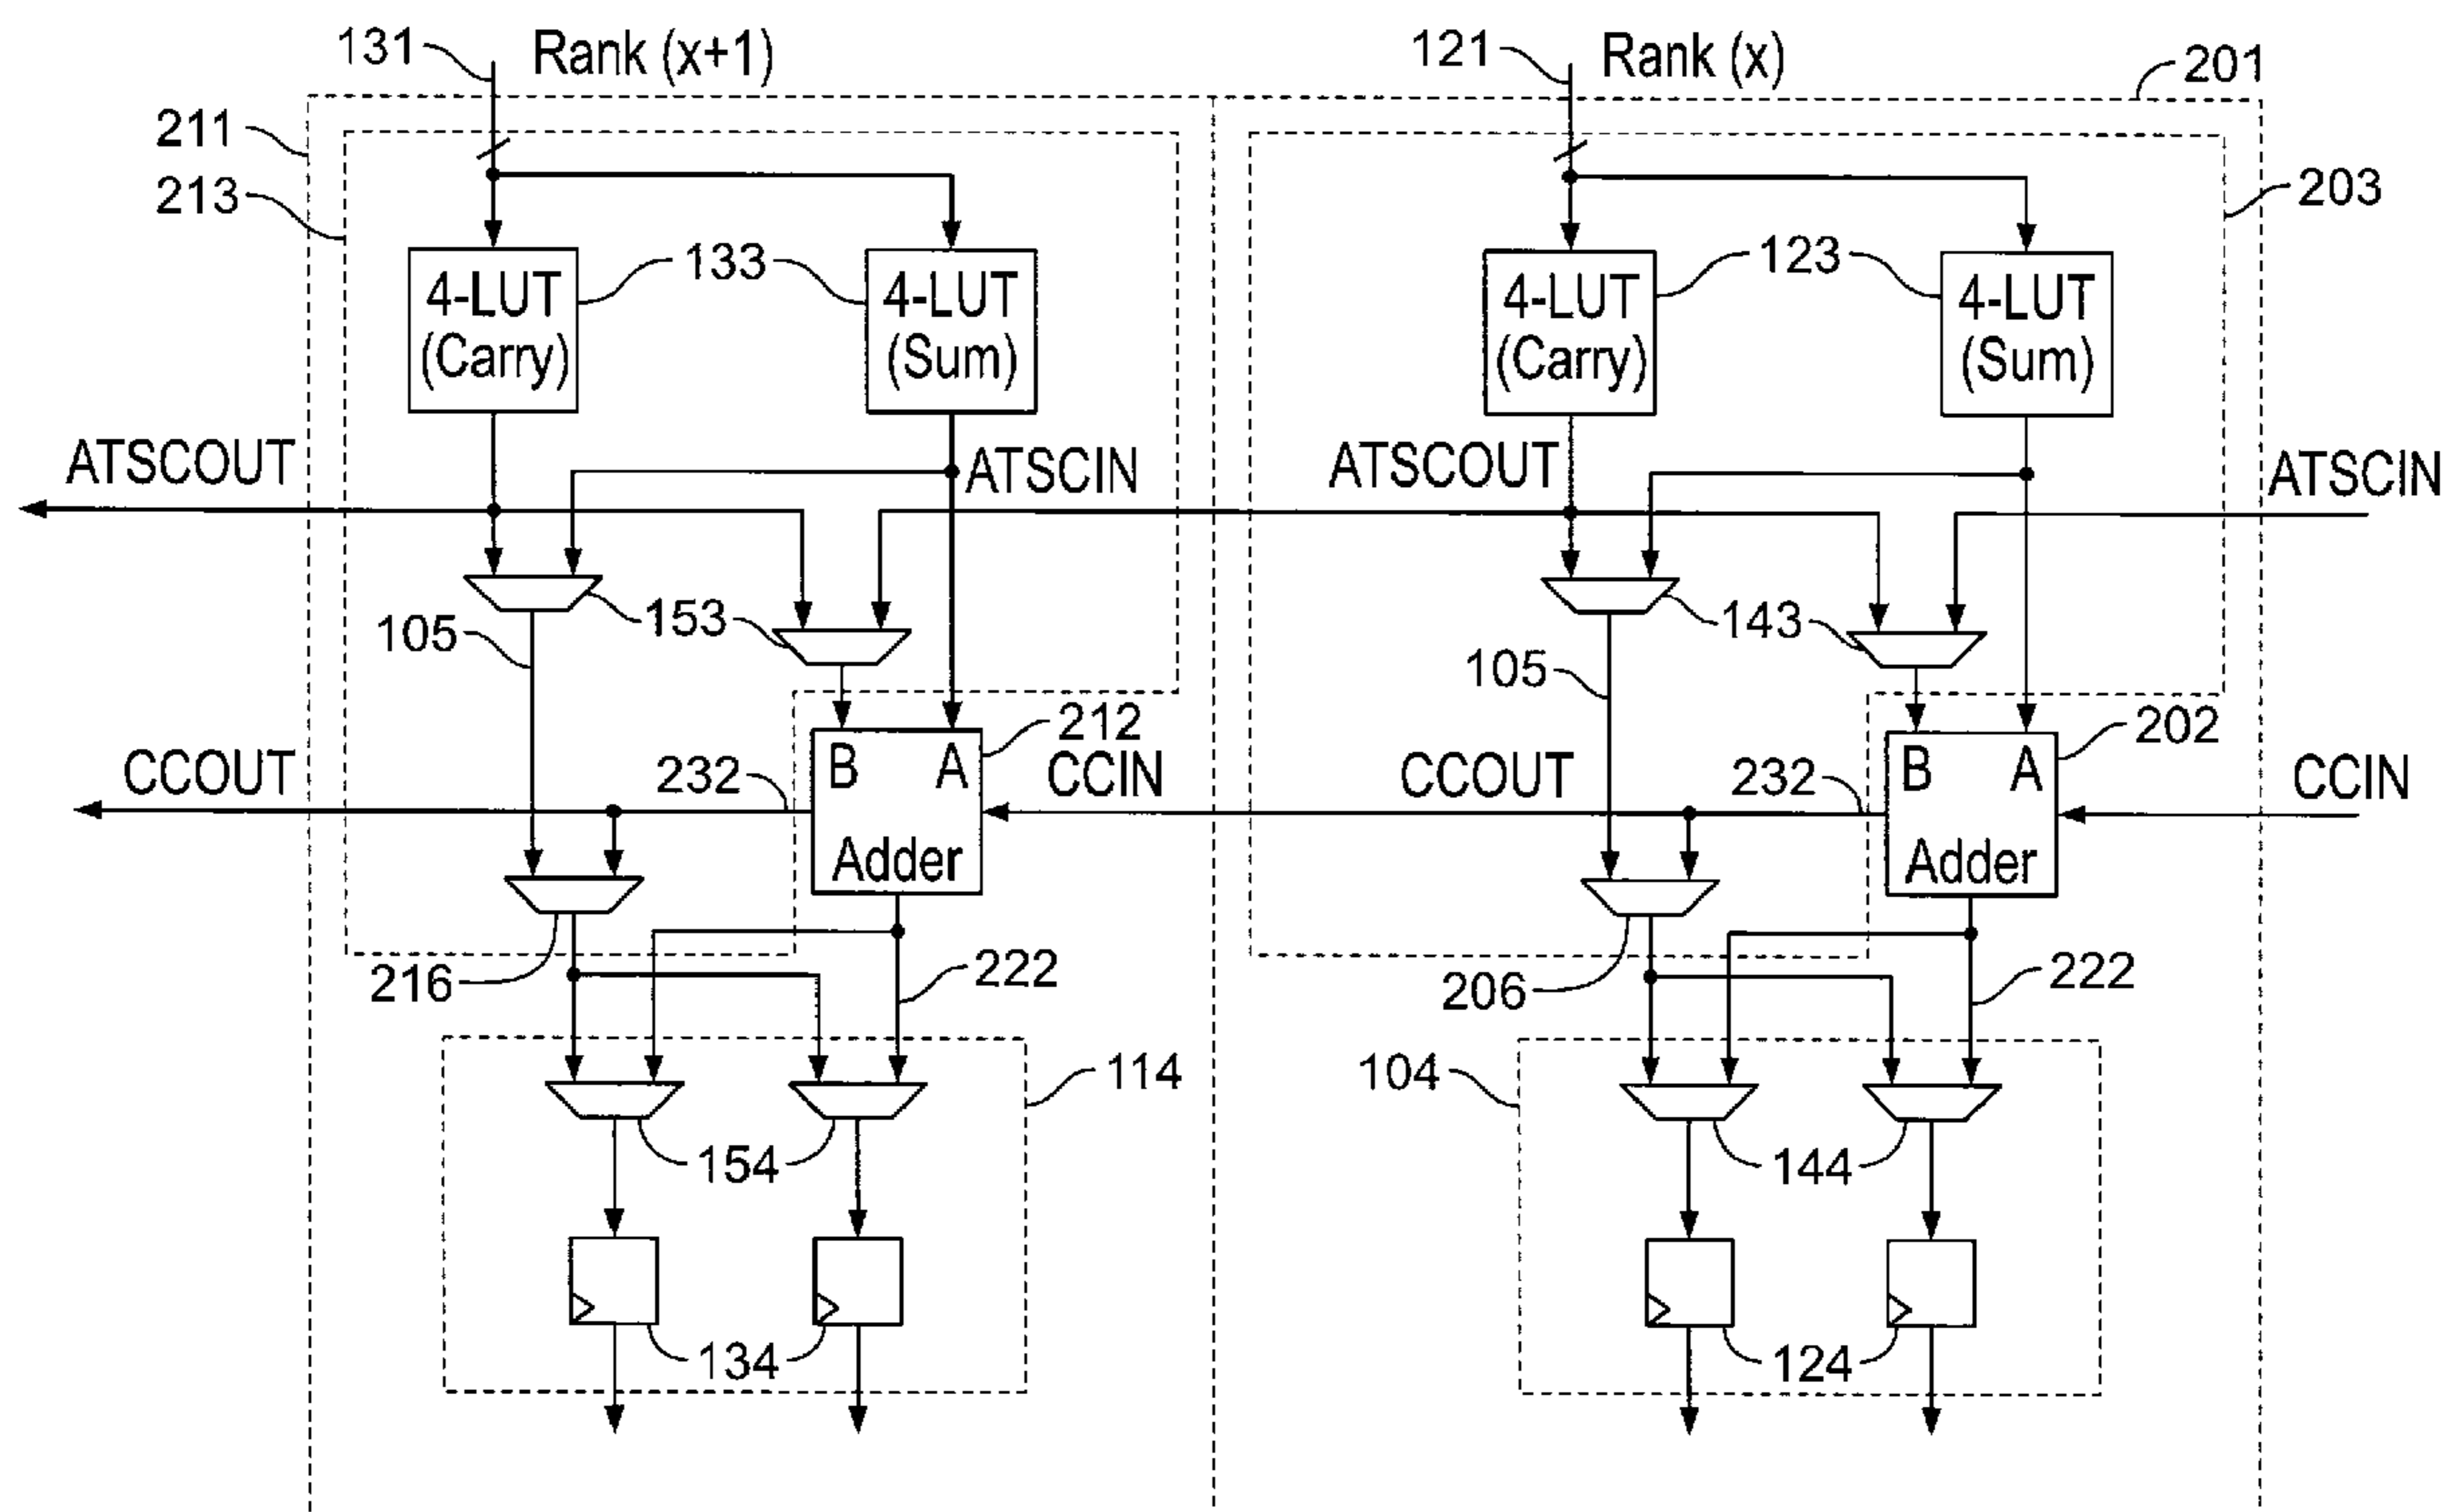 131
Rank (x+1)
121
Rank (x)
201
211
213
203
4-LUT
(Carry)
133
4-LUT
(Sum)
4-LUT
(Carry)
123
4-LUT
(Sum)
ATSCOUT
ATSCIN
ATSCOUT
ATSCIN
105
153
105
143
212
202
CCOUT
232
B A
Adder
CCIN
CCOUT
232
B A
Adder
CCIN
216
222
206
222
114
104
154
144
134
124